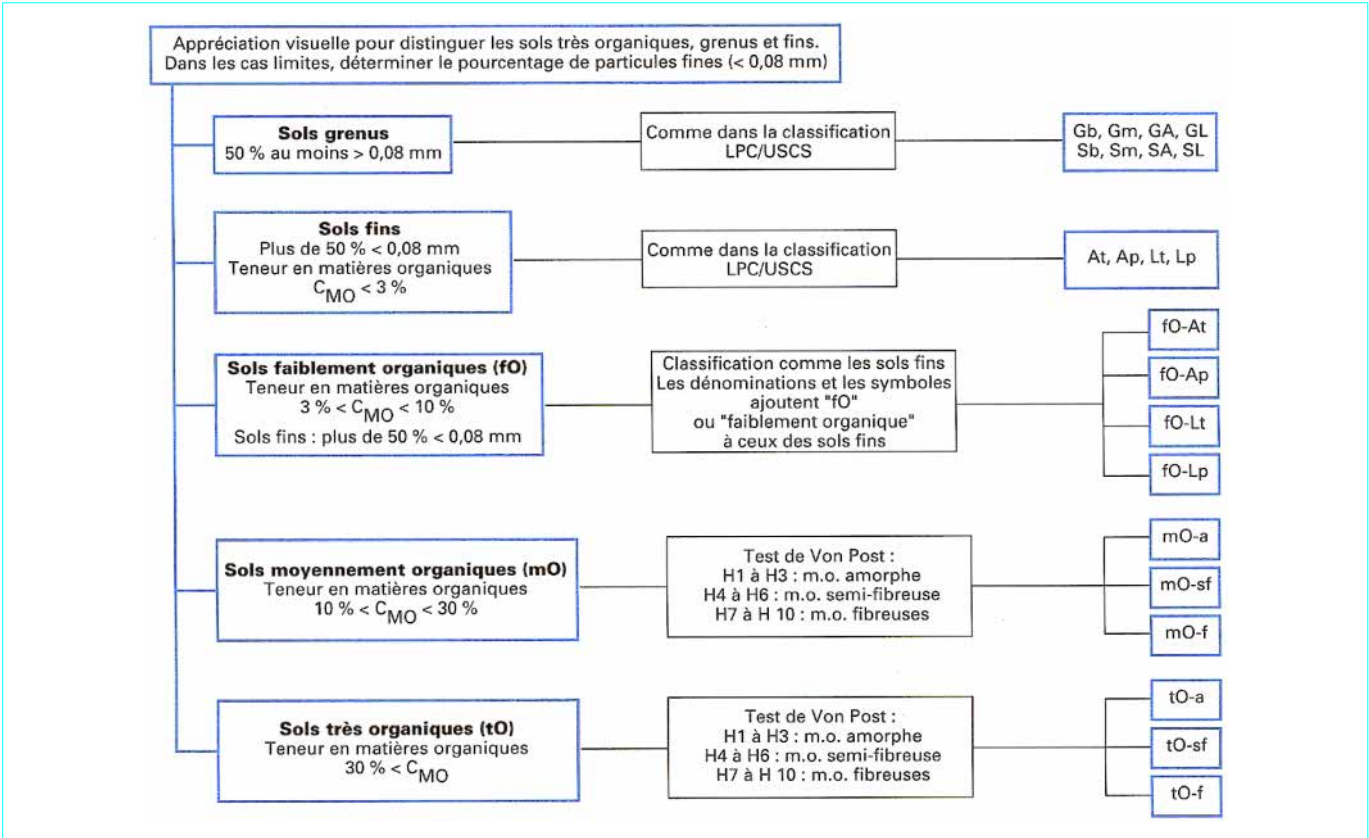 Appréciation visuelle pour distinguer les sols très organiques, grenus et fins.
Dans les cas limites, déterminer le pourcentage de particules fines (< 0,08 mm)
Sols grenus
50 % au moins > 0,08 mm
Comme dans la classification
LPC/USCS
Gb, Gm, GA, GL
Sb, Sm, SA, SL
Sols fins
Plus de 50 % < 0,08 mm
Teneur en matières organiques
CMO < 3 %
Comme dans la classification
LPC/USCS
At, Ap, Lt, Lp
Sols faiblement organiques (fO)
Teneur en matières organiques
3 % < CMO < 10 %
Sols fins : plus de 50 % < 0,08 mm
Classification comme les sols fins
Les dénominations et les symboles
ajoutent "fO"
ou "faiblement organique"
à ceux des sols fins
fO-At
fO-Ap
fO-Lt
fO-Lp
Sols moyennement organiques (mO)
Teneur en matières organiques
10 % < CMO < 30 %
Test de Von Post :
H1 à H3 : m.o. amorphe
H4 à H6 : m.o. semi-fibreuse
H7 à H 10 : m.o. fibreuses
mO-a
mO-sf
mO-f
Sols très organiques (tO)
Teneur en matières organiques
30 % < CMO
Test de Von Post :
H1 à H3 : m.o. amorphe
H4 à H6 : m.o. semi-fibreuse
H7 à H 10 : m.o. fibreuses
tO-a
tO-sf
tO-f